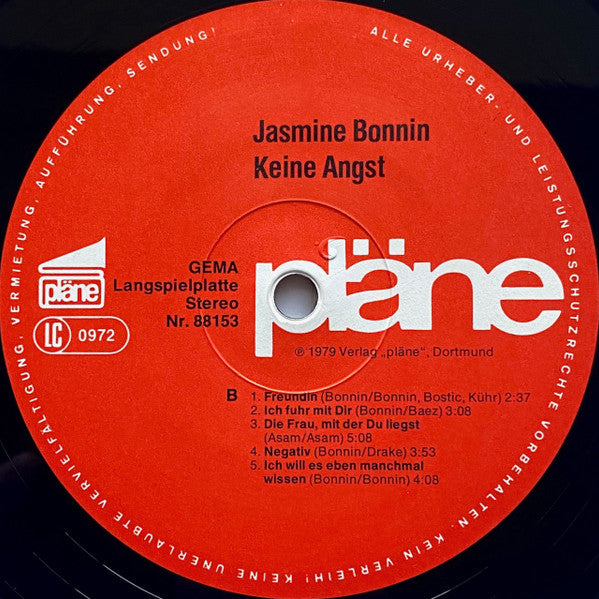 ALLE URHEBER- UND LEISTUNGSSCHUTZRECHTE VORBEHALTEN · KEIN VERLEIH! KEINE UNERLAUBTE VERVIELFÄLTIGUNG, VERMIETUNG, AUFFÜHRUNG, SENDUNG!
Jasmine Bonnin
Keine Angst
pläne
LC 0972
GEMA
Langspielplatte
Stereo
Nr. 88153
pläne
℗ 1979 Verlag „pläne“, Dortmund
B
1. Freundin (Bonnin/Bonnin, Bostic, Kühr) 2:37
2. Ich fuhr mit Dir (Bonnin/Baez) 3:08
3. Die Frau, mit der Du liegst
(Asam/Asam) 5:08
4. Negativ (Bonnin/Drake) 3:53
5. Ich will es eben manchmal
wissen (Bonnin/Bonnin) 4:08